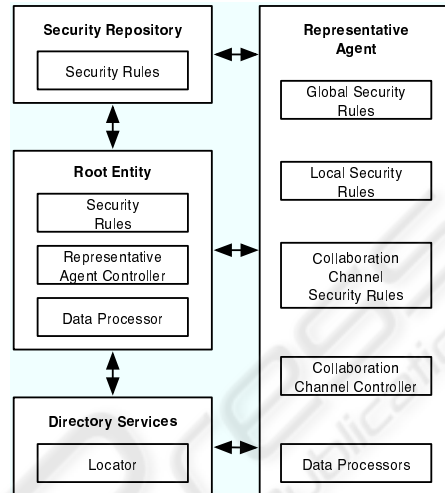 Security Repository
Security Rules
Root Entity
Security
Rules
Representative
Agent Controller
Data Processor
Directory Services
Locator
Representative
Agent
Global Security
Rules
Local Security
Rules
Collaboration
Channel
Security Rules
Collaboration
Channel Controller
Data Processors